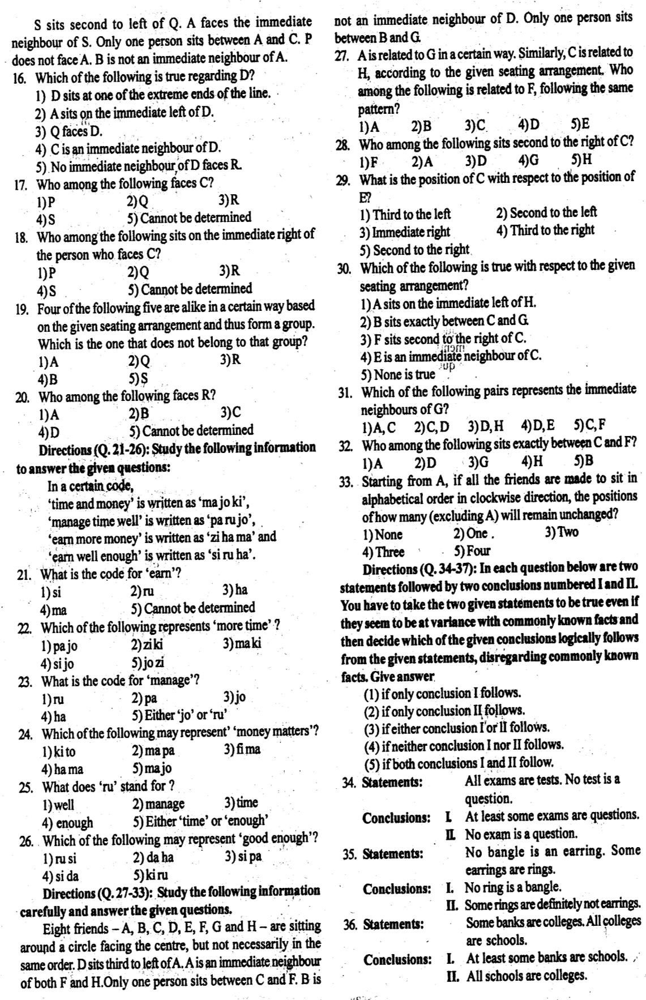 S sits second to left of Q. A faces the immediate
neighbour of S. Only one person sits between A and C. P
does not face A. B is not an immediate neighbour of A.
16. Which of the following is true regarding D?
1) D sits at one of the extreme ends of the line.
2) A sits on the immediate left of D.
3) Q faces D.
4) C is an immediate neighbour of D.
5) No immediate neighbour of D faces R.
17. Who among the following faces C?
1) P 2) Q 3) R
4) S 5) Cannot be determined
18. Who among the following sits on the immediate right of
the person who faces C?
1) P 2) Q 3) R
4) S 5) Cannot be determined
19. Four of the following five are alike in a certain way based
on the given seating arrangement and thus form a group.
Which is the one that does not belong to that group?
1) A 2) Q 3) R
4) B 5) S
20. Who among the following faces R?
1) A 2) B 3) C
4) D 5) Cannot be determined
Directions (Q. 21-26): Study the following information
to answer the given questions:
In a certain code,
‘time and money’ is written as ‘ma jo ki’,
‘manage time well’ is written as ‘pa ru jo’,
‘earn more money’ is written as ‘zi ha ma’ and
‘earn well enough’ is written as ‘si ru ha’.
21. What is the code for ‘earn’?
1) si 2) ru 3) ha
4) ma 5) Cannot be determined
22. Which of the following represents ‘more time’ ?
1) pa jo 2) zi ki 3) ma ki
4) si jo 5) jo zi
23. What is the code for ‘manage’?
1) ru 2) pa 3) jo
4) ha 5) Either ‘jo’ or ‘ru’
24. Which of the following may represent’ ‘money matters’?
1) ki to 2) ma pa 3) fi ma
4) ha ma 5) ma jo
25. What does ‘ru’ stand for ?
1) well 2) manage 3) time
4) enough 5) Either ‘time’ or ‘enough’
26. Which of the following may represent ‘good enough’?
1) ru si 2) da ha 3) si pa
4) si da 5) ki ru
Directions (Q. 27-33): Study the following information
carefully and answer the given questions.
Eight friends – A, B, C, D, E, F, G and H – are sitting
around a circle facing the centre, but not necessarily in the
same order. D sits third to left of A. A is an immediate neighbour
of both F and H.Only one person sits between C and F. B is
not an immediate neighbour of D. Only one person sits
between B and G.
27. A is related to G in a certain way. Similarly, C is related to
H, according to the given seating arrangement. Who
among the following is related to F, following the same
pattern?
1) A 2) B 3) C 4) D 5) E
28. Who among the following sits second to the right of C?
1) F 2) A 3) D 4) G 5) H
29. What is the position of C with respect to the position of
E?
1) Third to the left 2) Second to the left
3) Immediate right 4) Third to the right
5) Second to the right
30. Which of the following is true with respect to the given
seating arrangement?
1) A sits on the immediate left of H.
2) B sits exactly between C and G.
3) F sits second to the right of C.
4) E is an immediate neighbour of C.
5) None is true
31. Which of the following pairs represents the immediate
neighbours of G?
1) A, C 2) C, D 3) D, H 4) D, E 5) C, F
32. Who among the following sits exactly between C and F?
1) A 2) D 3) G 4) H 5) B
33. Starting from A, if all the friends are made to sit in
alphabetical order in clockwise direction, the positions
of how many (excluding A) will remain unchanged?
1) None 2) One . 3) Two
4) Three 5) Four
Directions (Q. 34-37): In each question below are two
statements followed by two conclusions numbered I and II.
You have to take the two given statements to be true even if
they seem to be at variance with commonly known facts and
then decide which of the given conclusions logically follows
from the given statements, disregarding commonly known
facts. Give answer
(1) if only conclusion I follows.
(2) if only conclusion II follows.
(3) if either conclusion I or II follows.
(4) if neither conclusion I nor II follows.
(5) if both conclusions I and II follow.
34. Statements: All exams are tests. No test is a
question.
Conclusions: I. At least some exams are questions.
II. No exam is a question.
35. Statements: No bangle is an earring. Some
earrings are rings.
Conclusions: I. No ring is a bangle.
II. Some rings are definitely not earrings.
36. Statements: Some banks are colleges. All colleges
are schools.
Conclusions: I. At least some banks are schools.
II. All schools are colleges.